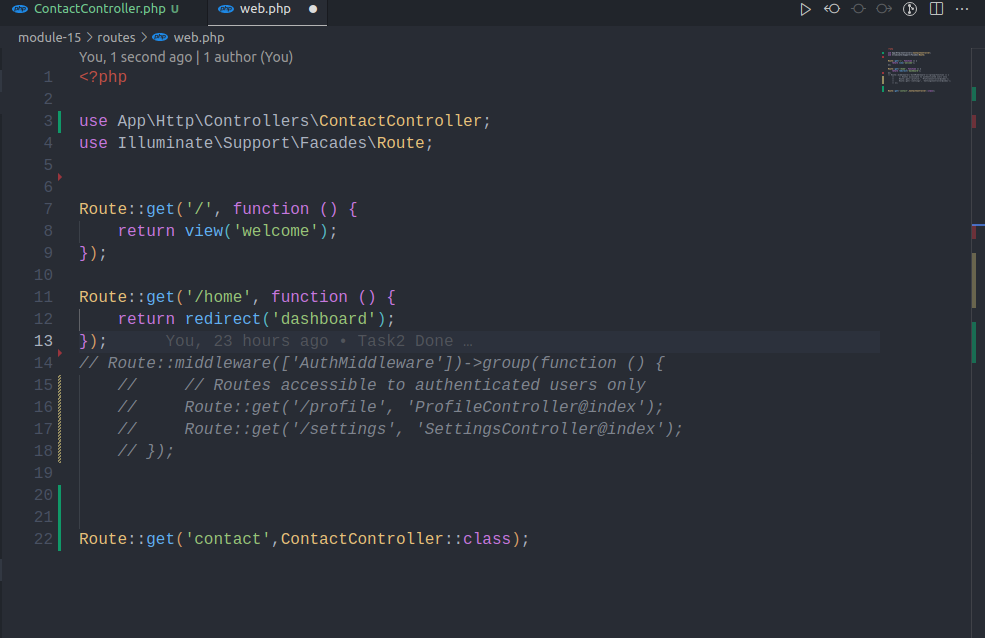 php ContactController.php U
php web.php
module-15 > routes > php web.php
You, 1 second ago | 1 author (You)
1 <?php
2
3 use App\Http\Controllers\ContactController;
4 use Illuminate\Support\Facades\Route;
5
6
7 Route::get('/', function () {
8     return view('welcome');
9 });
10
11 Route::get('/home', function () {
12     return redirect('dashboard');
13 });      You, 23 hours ago • Task2 Done …
14 // Route::middleware(['AuthMiddleware'])->group(function () {
15     //     // Routes accessible to authenticated users only
16     //     Route::get('/profile', 'ProfileController@index');
17     //     Route::get('/settings', 'SettingsController@index');
18     // });
19
20
21
22 Route::get('contact',ContactController::class);